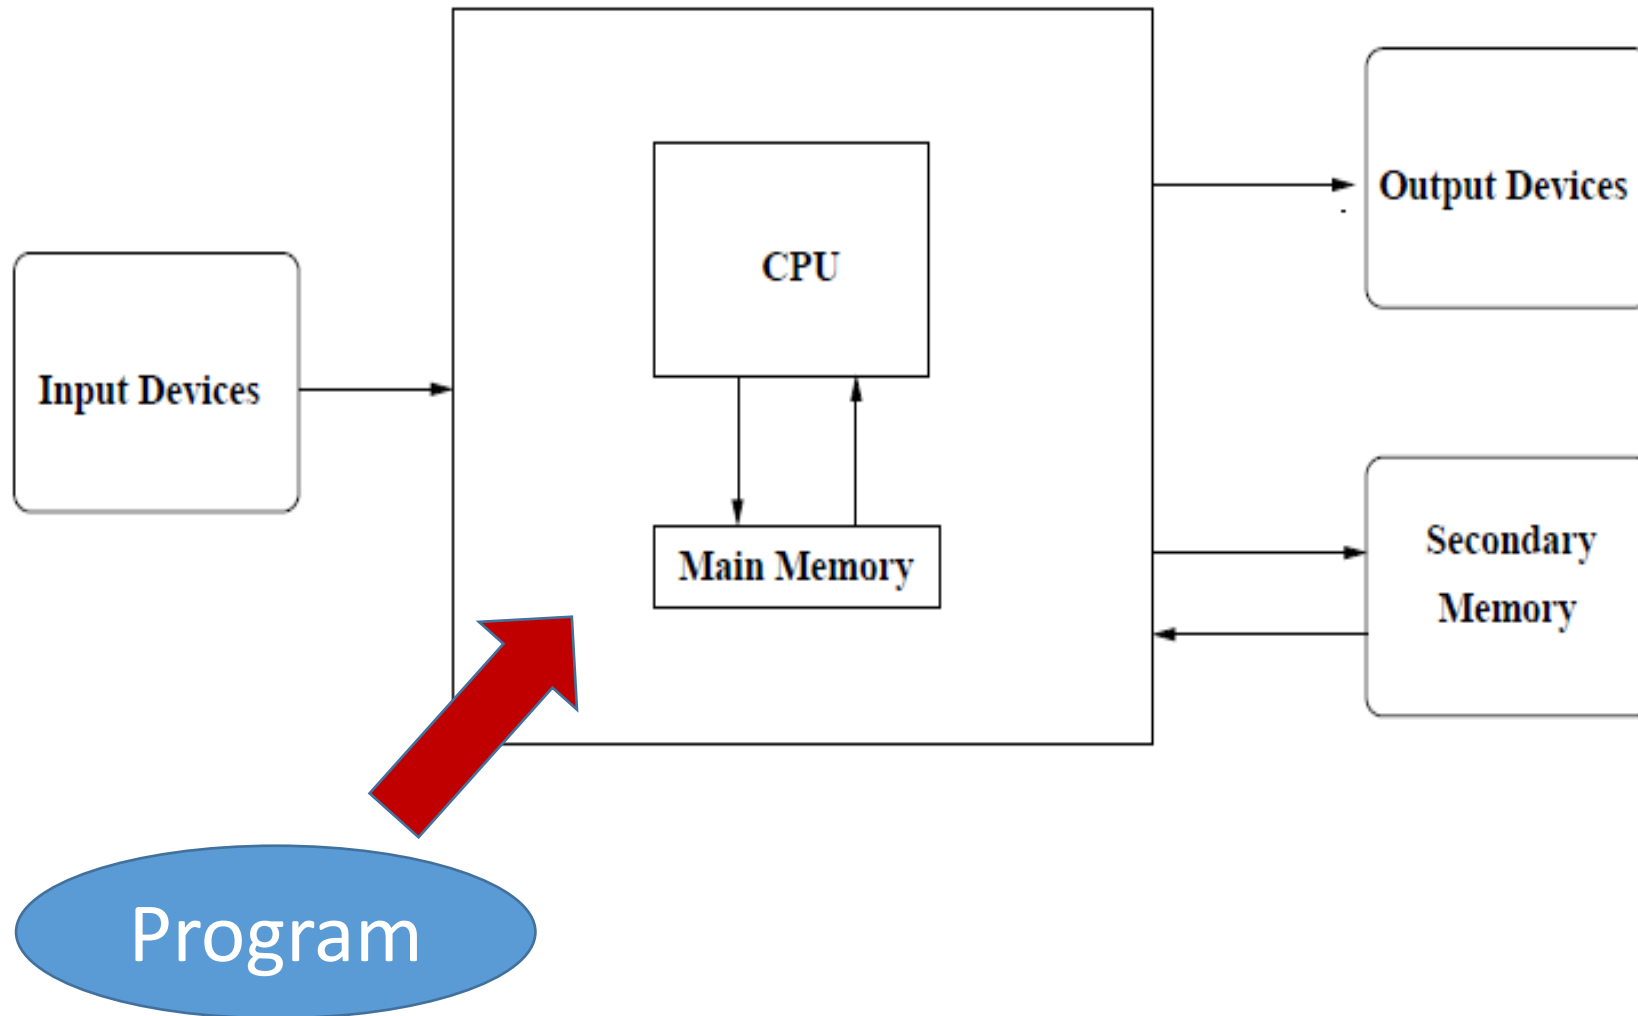 CPU
Output Devices
Input Devices
Main Memory
Secondary
Memory
Program